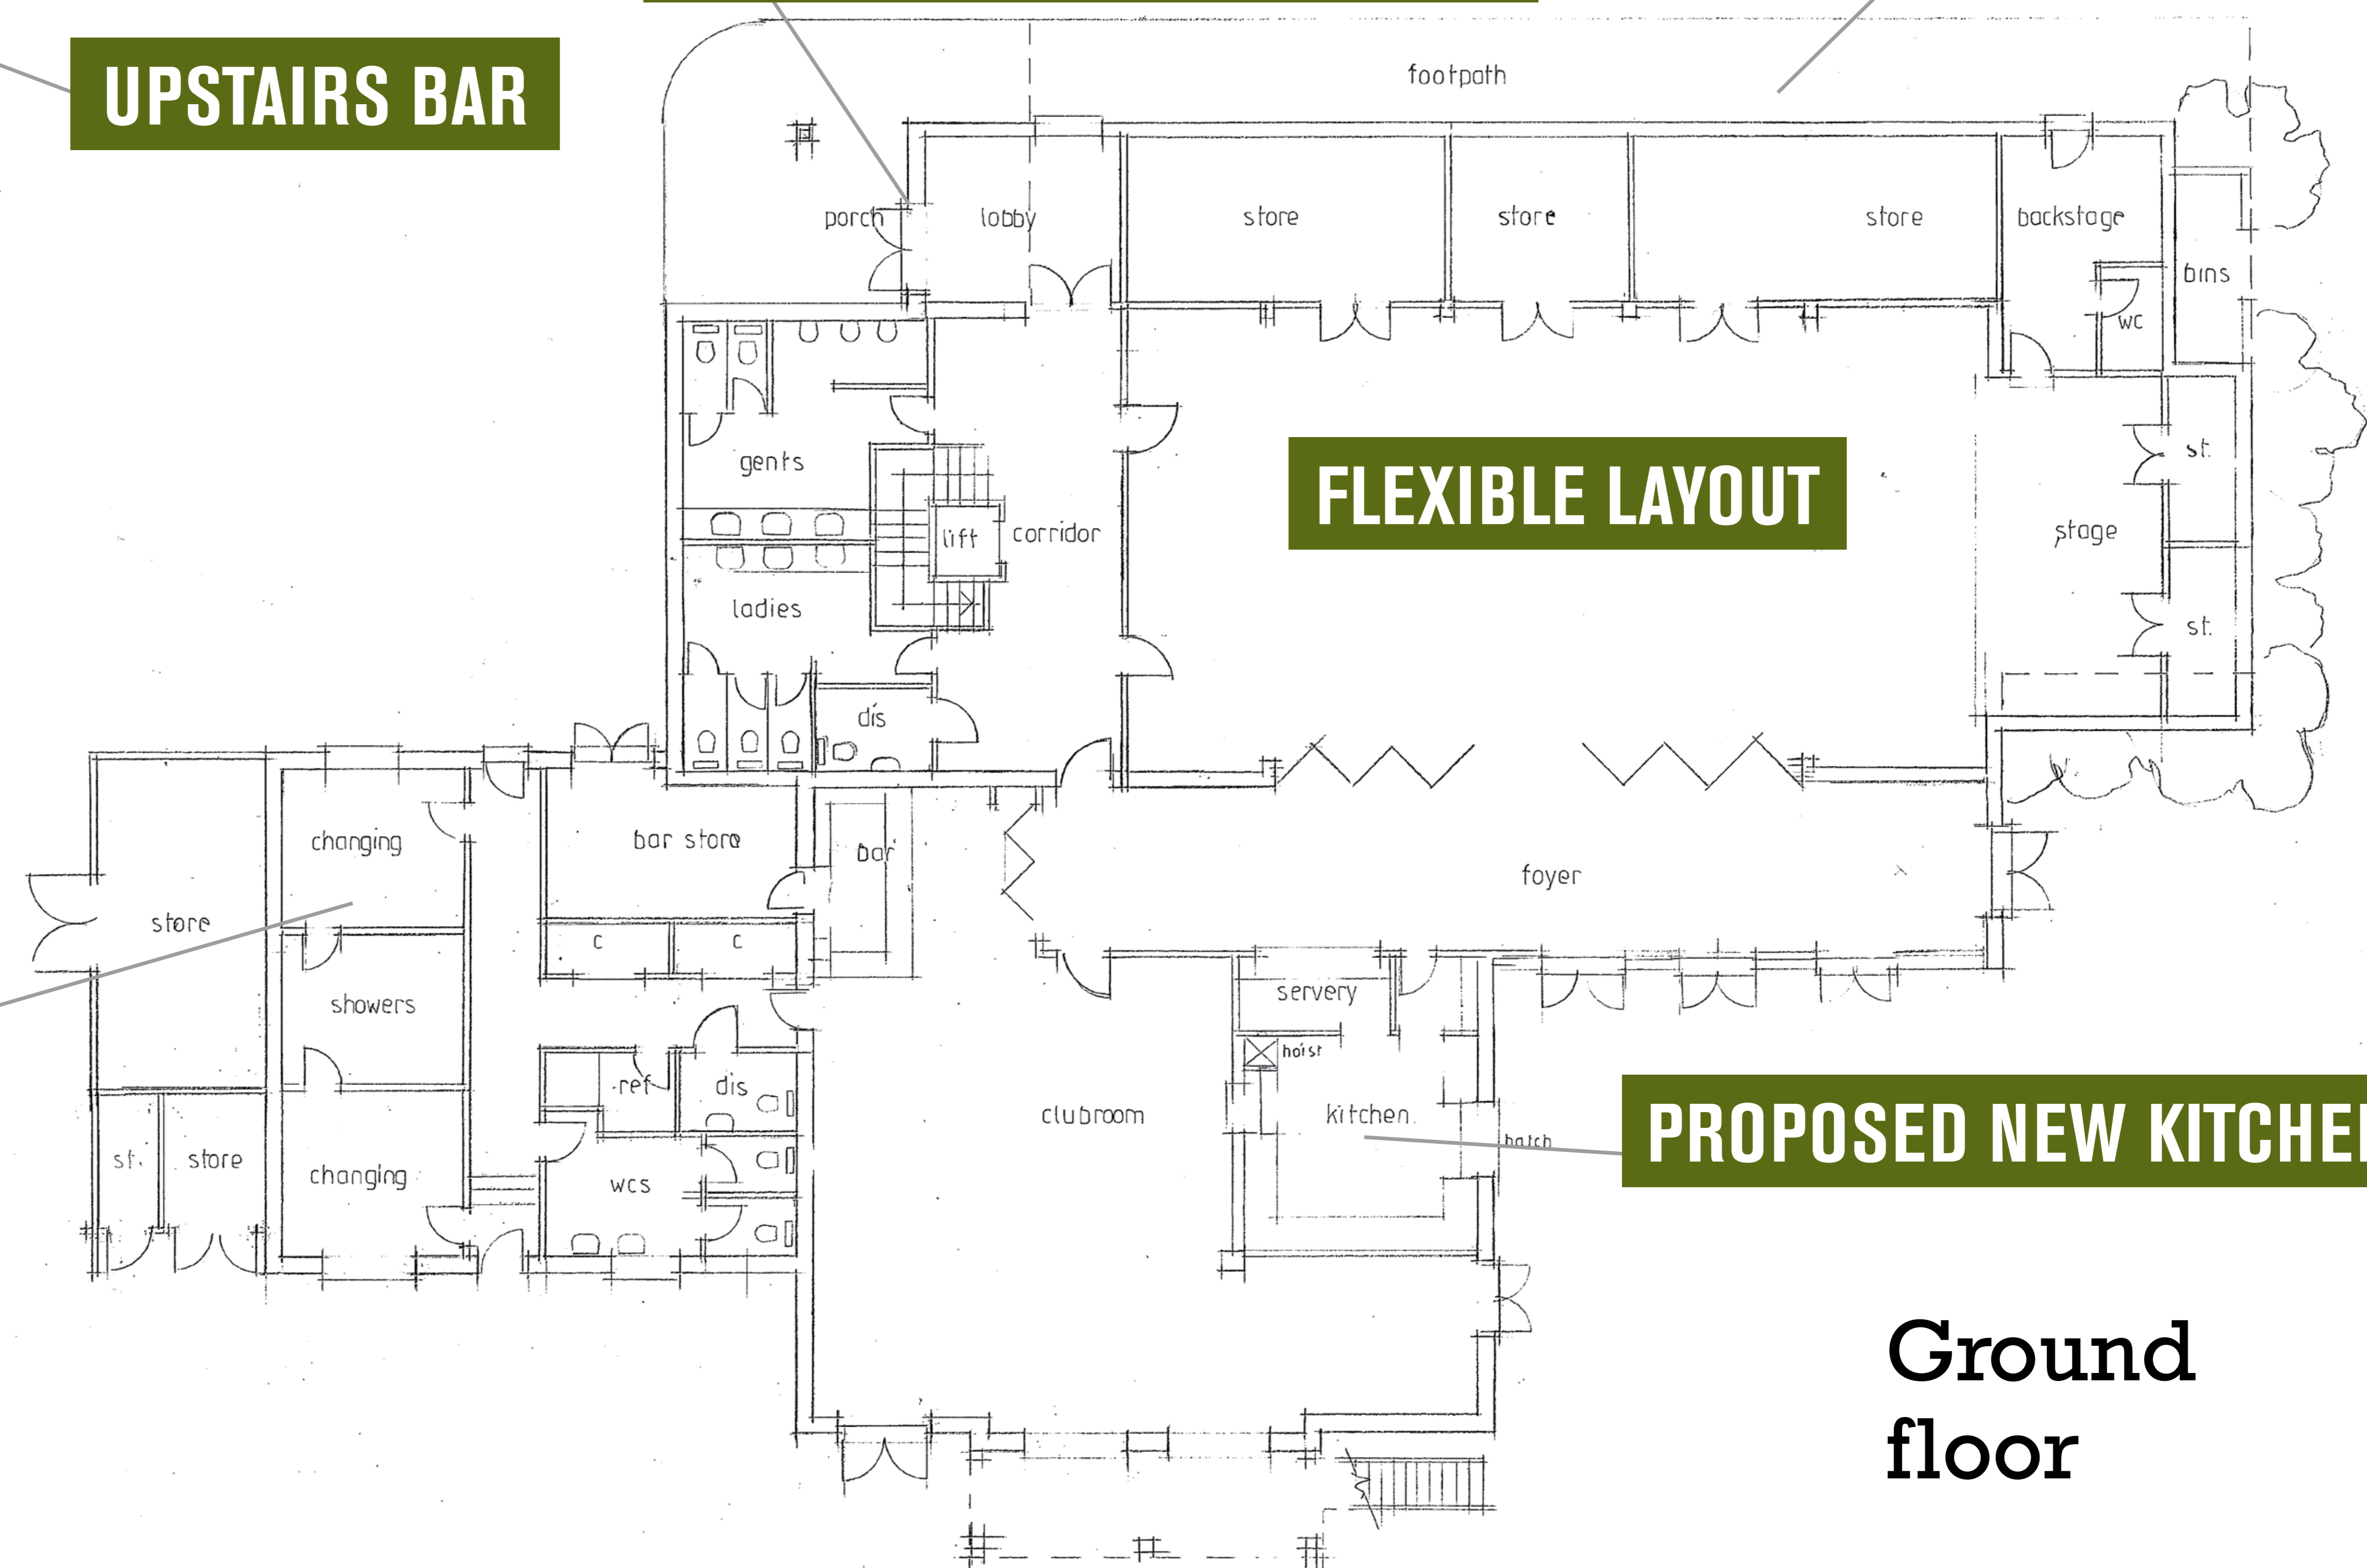 UPSTAIRS BAR
footpath
porch
lobby
store
store
store
backstage
bins
wc
gents
FLEXIBLE LAYOUT
st.
lift
corridor
stage
ladies
st.
dis
changing
bar store
bar
foyer
store
c
c
showers
servery
hoist
ref
dis
clubroom
kitchen
hatch
PROPOSED NEW KITCHEN
st.
store
changing
wcs
Ground
floor